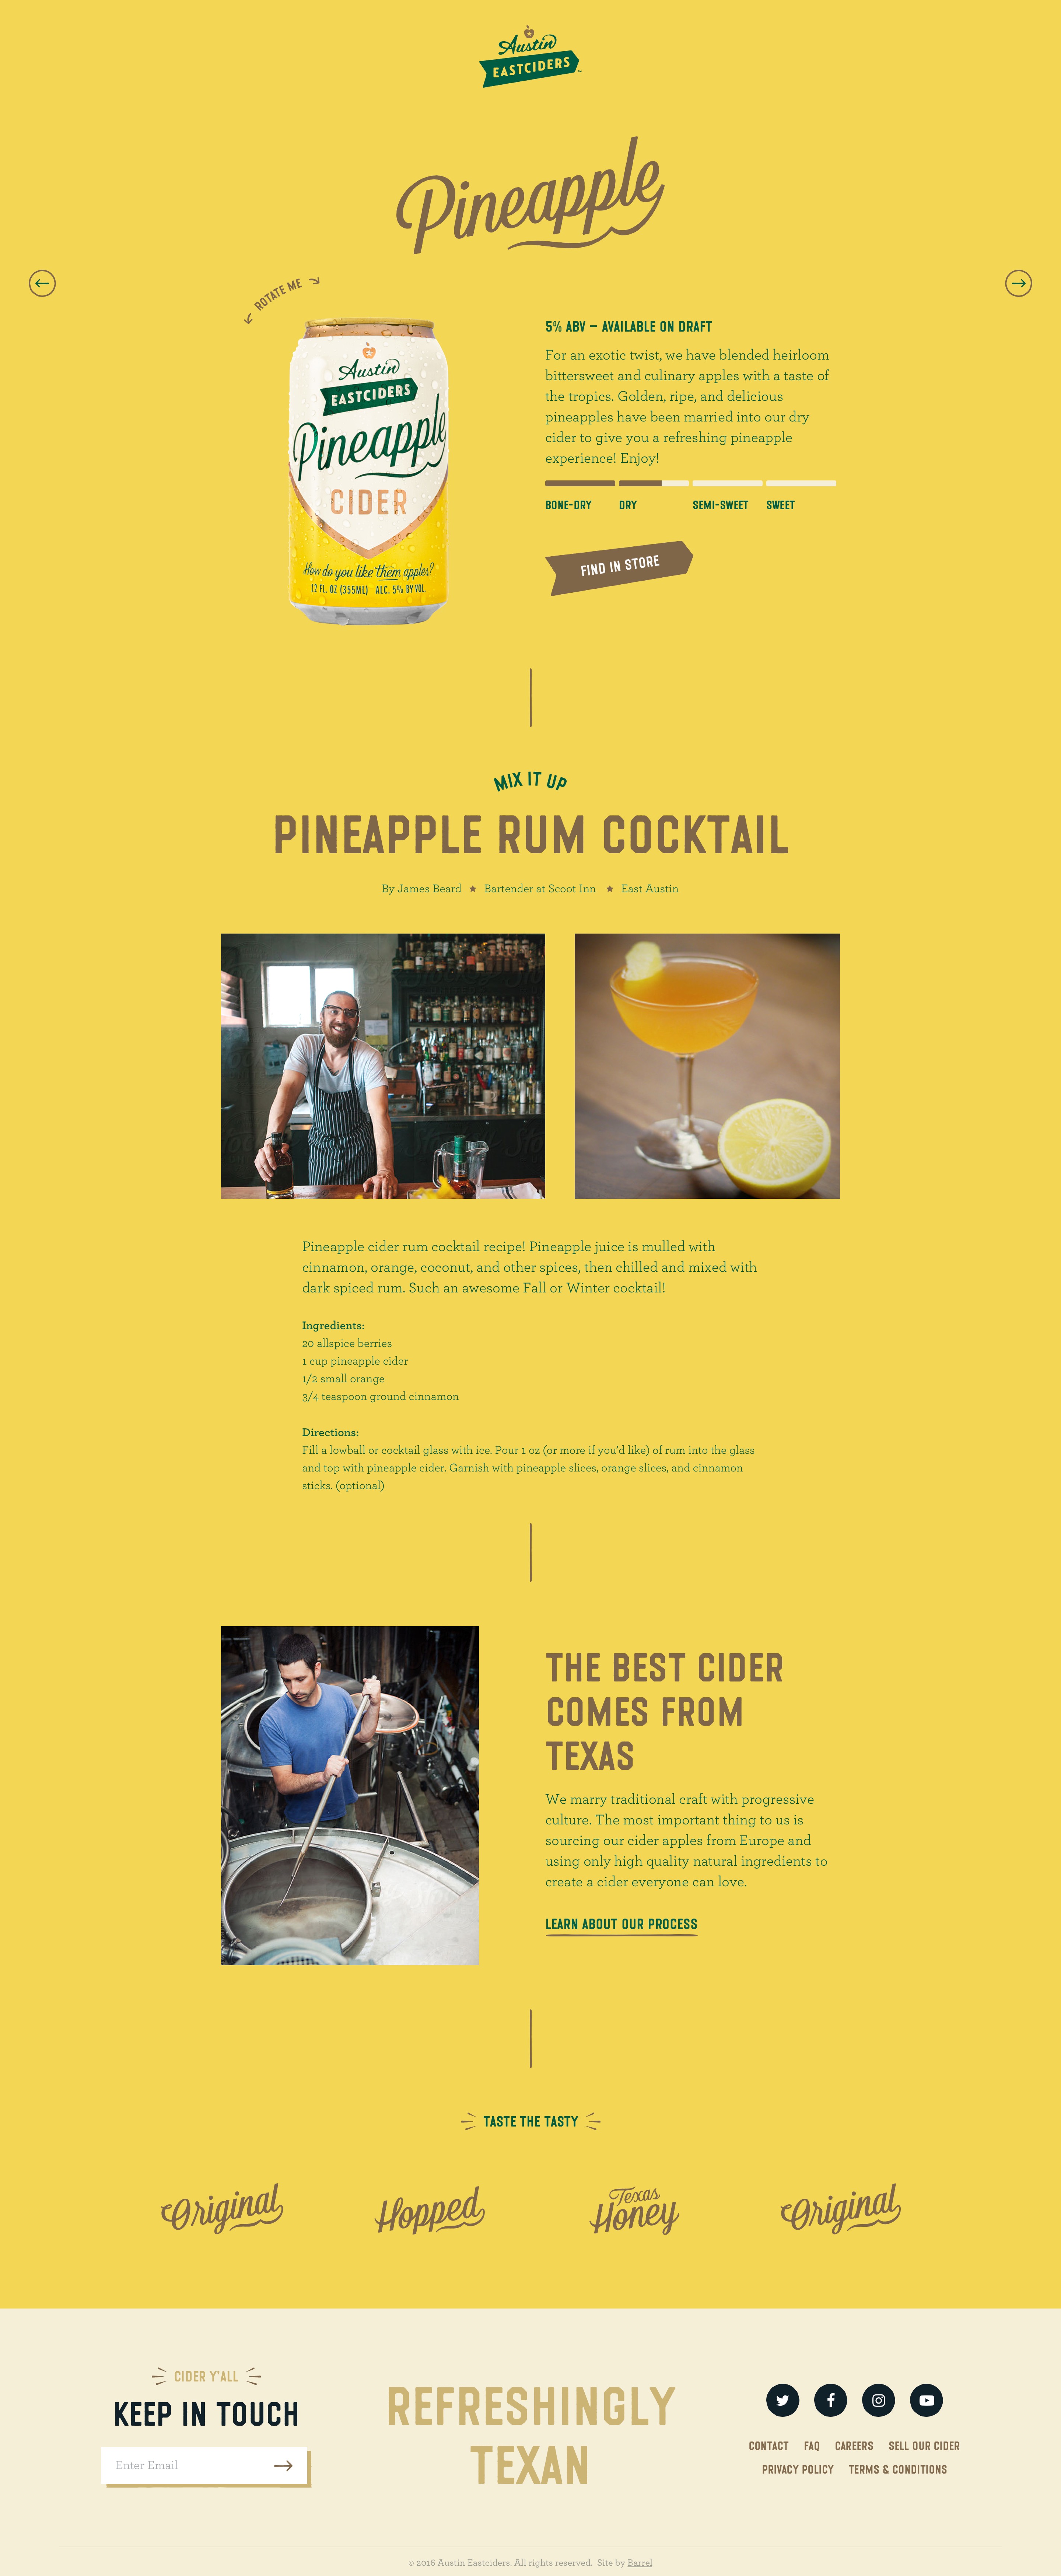 Austin
EASTCIDERS
Pineapple
ROTATE ME
Austin
EASTCIDERS
Pineapple
CIDER
How do you like them apples?
12 FL. OZ (355ML) ALC. 5% BY VOL.
5% ABV – AVAILABLE ON DRAFT
For an exotic twist, we have blended heirloom
bittersweet and culinary apples with a taste of
the tropics. Golden, ripe, and delicious
pineapples have been married into our dry
cider to give you a refreshing pineapple
experience! Enjoy!
BONE-DRY DRY SEMI-SWEET SWEET
FIND IN STORE
MIX IT UP
PINEAPPLE RUM COCKTAIL
By James Beard ★ Bartender at Scoot Inn ★ East Austin
Pineapple cider rum cocktail recipe! Pineapple juice is mulled with
cinnamon, orange, coconut, and other spices, then chilled and mixed with
dark spiced rum. Such an awesome Fall or Winter cocktail!
Ingredients:
20 allspice berries
1 cup pineapple cider
1/2 small orange
3/4 teaspoon ground cinnamon
Directions:
Fill a lowball or cocktail glass with ice. Pour 1 oz (or more if you'd like) of rum into the glass
and top with pineapple cider. Garnish with pineapple slices, orange slices, and cinnamon
sticks. (optional)
THE BEST CIDER
COMES FROM
TEXAS
We marry traditional craft with progressive
culture. The most important thing to us is
sourcing our cider apples from Europe and
using only high quality natural ingredients to
create a cider everyone can love.
LEARN ABOUT OUR PROCESS
TASTE THE TASTY
Original
Hopped
Texas
Honey
Original
CIDER Y'ALL
KEEP IN TOUCH
Enter Email
REFRESHINGLY
TEXAN
CONTACT FAQ CAREERS SELL OUR CIDER
PRIVACY POLICY TERMS & CONDITIONS
© 2016 Austin Eastciders. All rights reserved. Site by Barrel